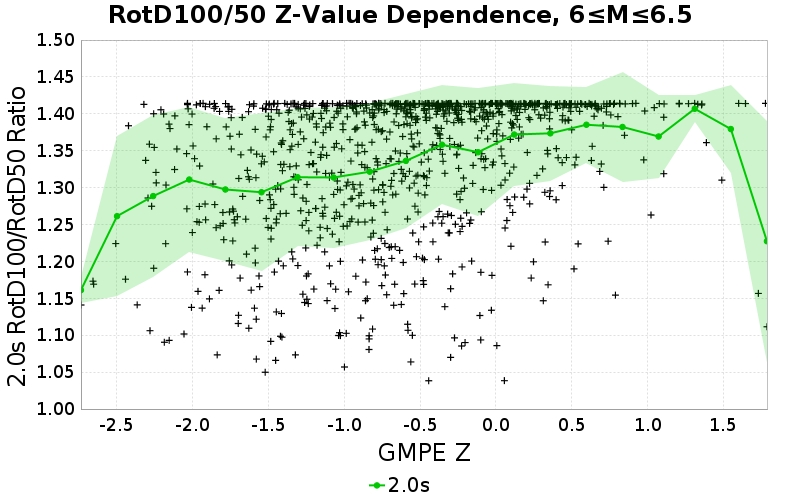 RotD100/50 Z-Value Dependence, 6≤M≤6.5
2.0s RotD100/RotD50 Ratio
1.50
1.45
1.40
1.35
1.30
1.25
1.20
1.15
1.10
1.05
1.00
-2.5 -2.0 -1.5 -1.0 -0.5 0.0 0.5 1.0 1.5
GMPE Z
2.0s